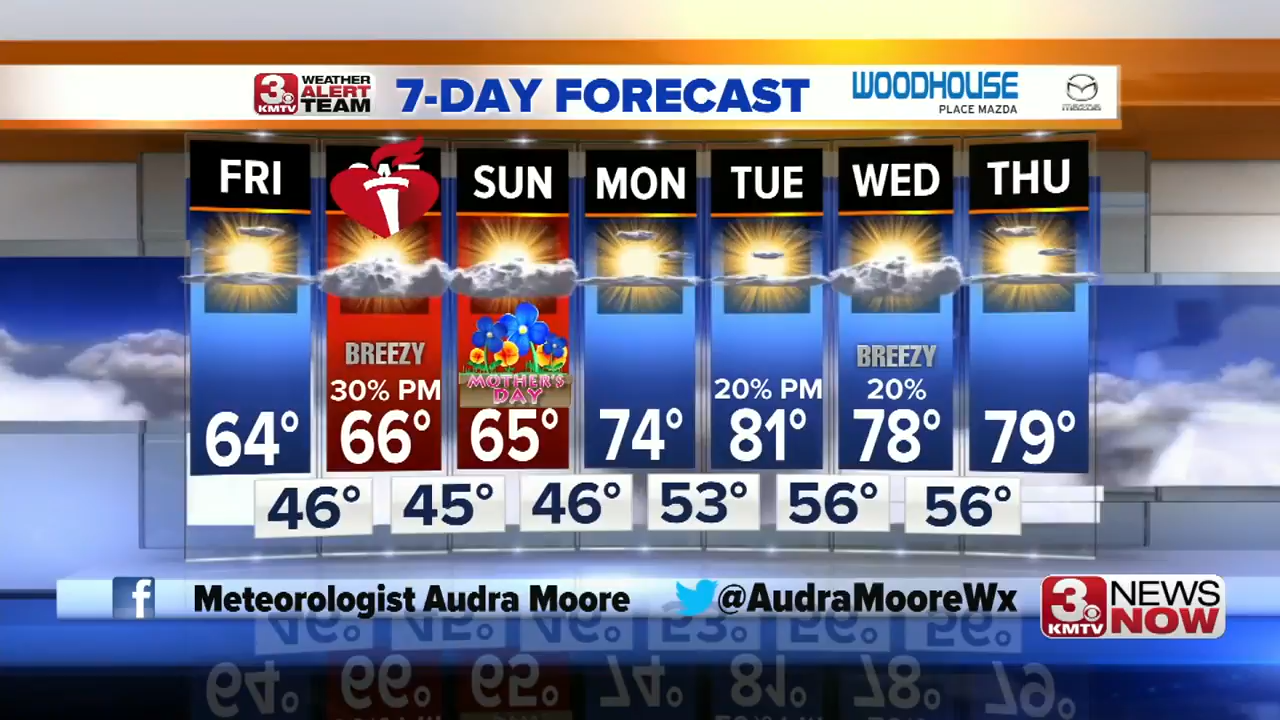 3 KMTV WEATHER ALERT TEAM 7-DAY FORECAST WOODHOUSE PLACE MAZDA mazda
FRI SUN MON TUE WED THU
BREEZY BREEZY
30% PM MOTHER'S DAY 20% PM 20%
64° 66° 65° 74° 81° 78° 79°
46° 45° 46° 53° 56° 56°
f Meteorologist Audra Moore @AudraMooreWx 3 KMTV NEWS NOW